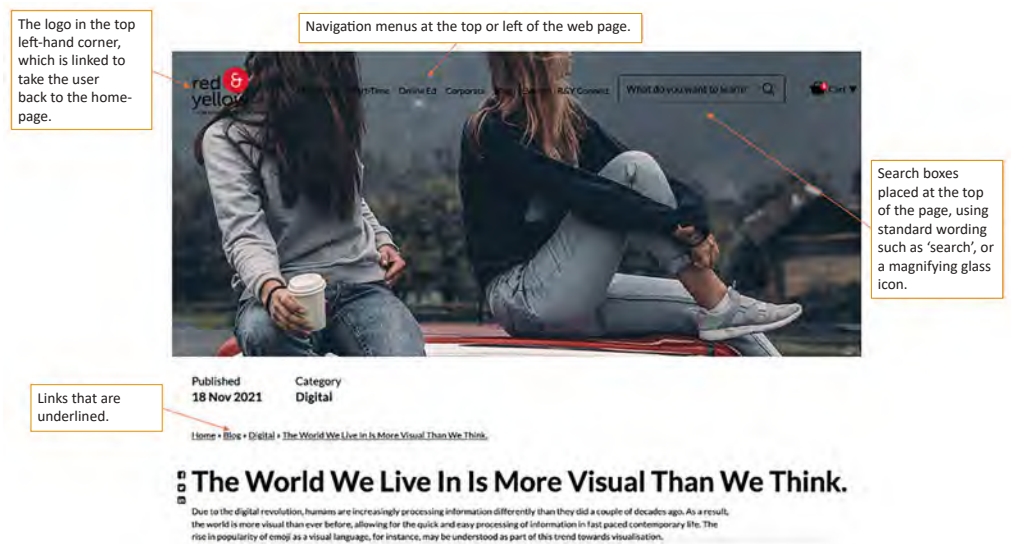 The logo in the top
left-hand corner,
which is linked to
take the user
back to the home-
page.
Navigation menus at the top or left of the web page.
red &
yellow
Online Ed Corporate R&Y Connect
What do you want to learn?
Cart
Search boxes
placed at the top
of the page, using
standard wording
such as ‘search’, or
a magnifying glass
icon.
Links that are
underlined.
Published Category
18 Nov 2021 Digital
Home • Blog • Digital • The World We Live In Is More Visual Than We Think.
The World We Live In Is More Visual Than We Think.
Due to the digital revolution, humans are increasingly processing information differently than they did a couple of decades ago. As a result,
the world is more visual than ever before, allowing for the quick and easy processing of information in fast paced contemporary life. The
rise in popularity of emoji as a visual language, for instance, may be understood as part of this trend towards visualisation.